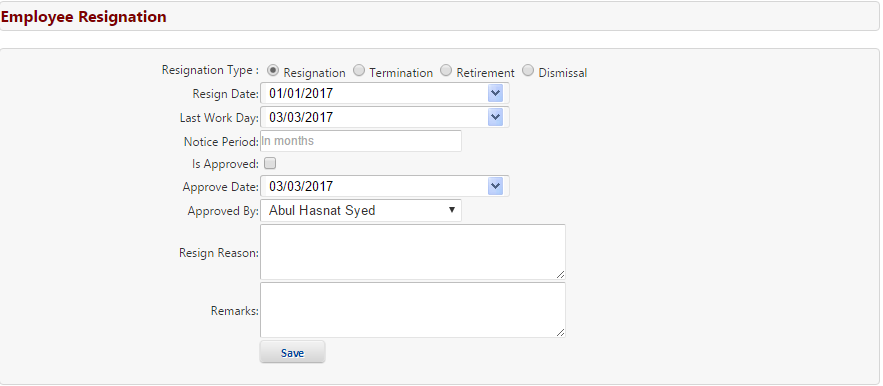 Employee Resignation
Resignation Type : Resignation Termination Retirement Dismissal
Resign Date: 01/01/2017
Last Work Day: 03/03/2017
Notice Period: In months
Is Approved:
Approve Date: 03/03/2017
Approved By: Abul Hasnat Syed
Resign Reason:
Remarks:
Save